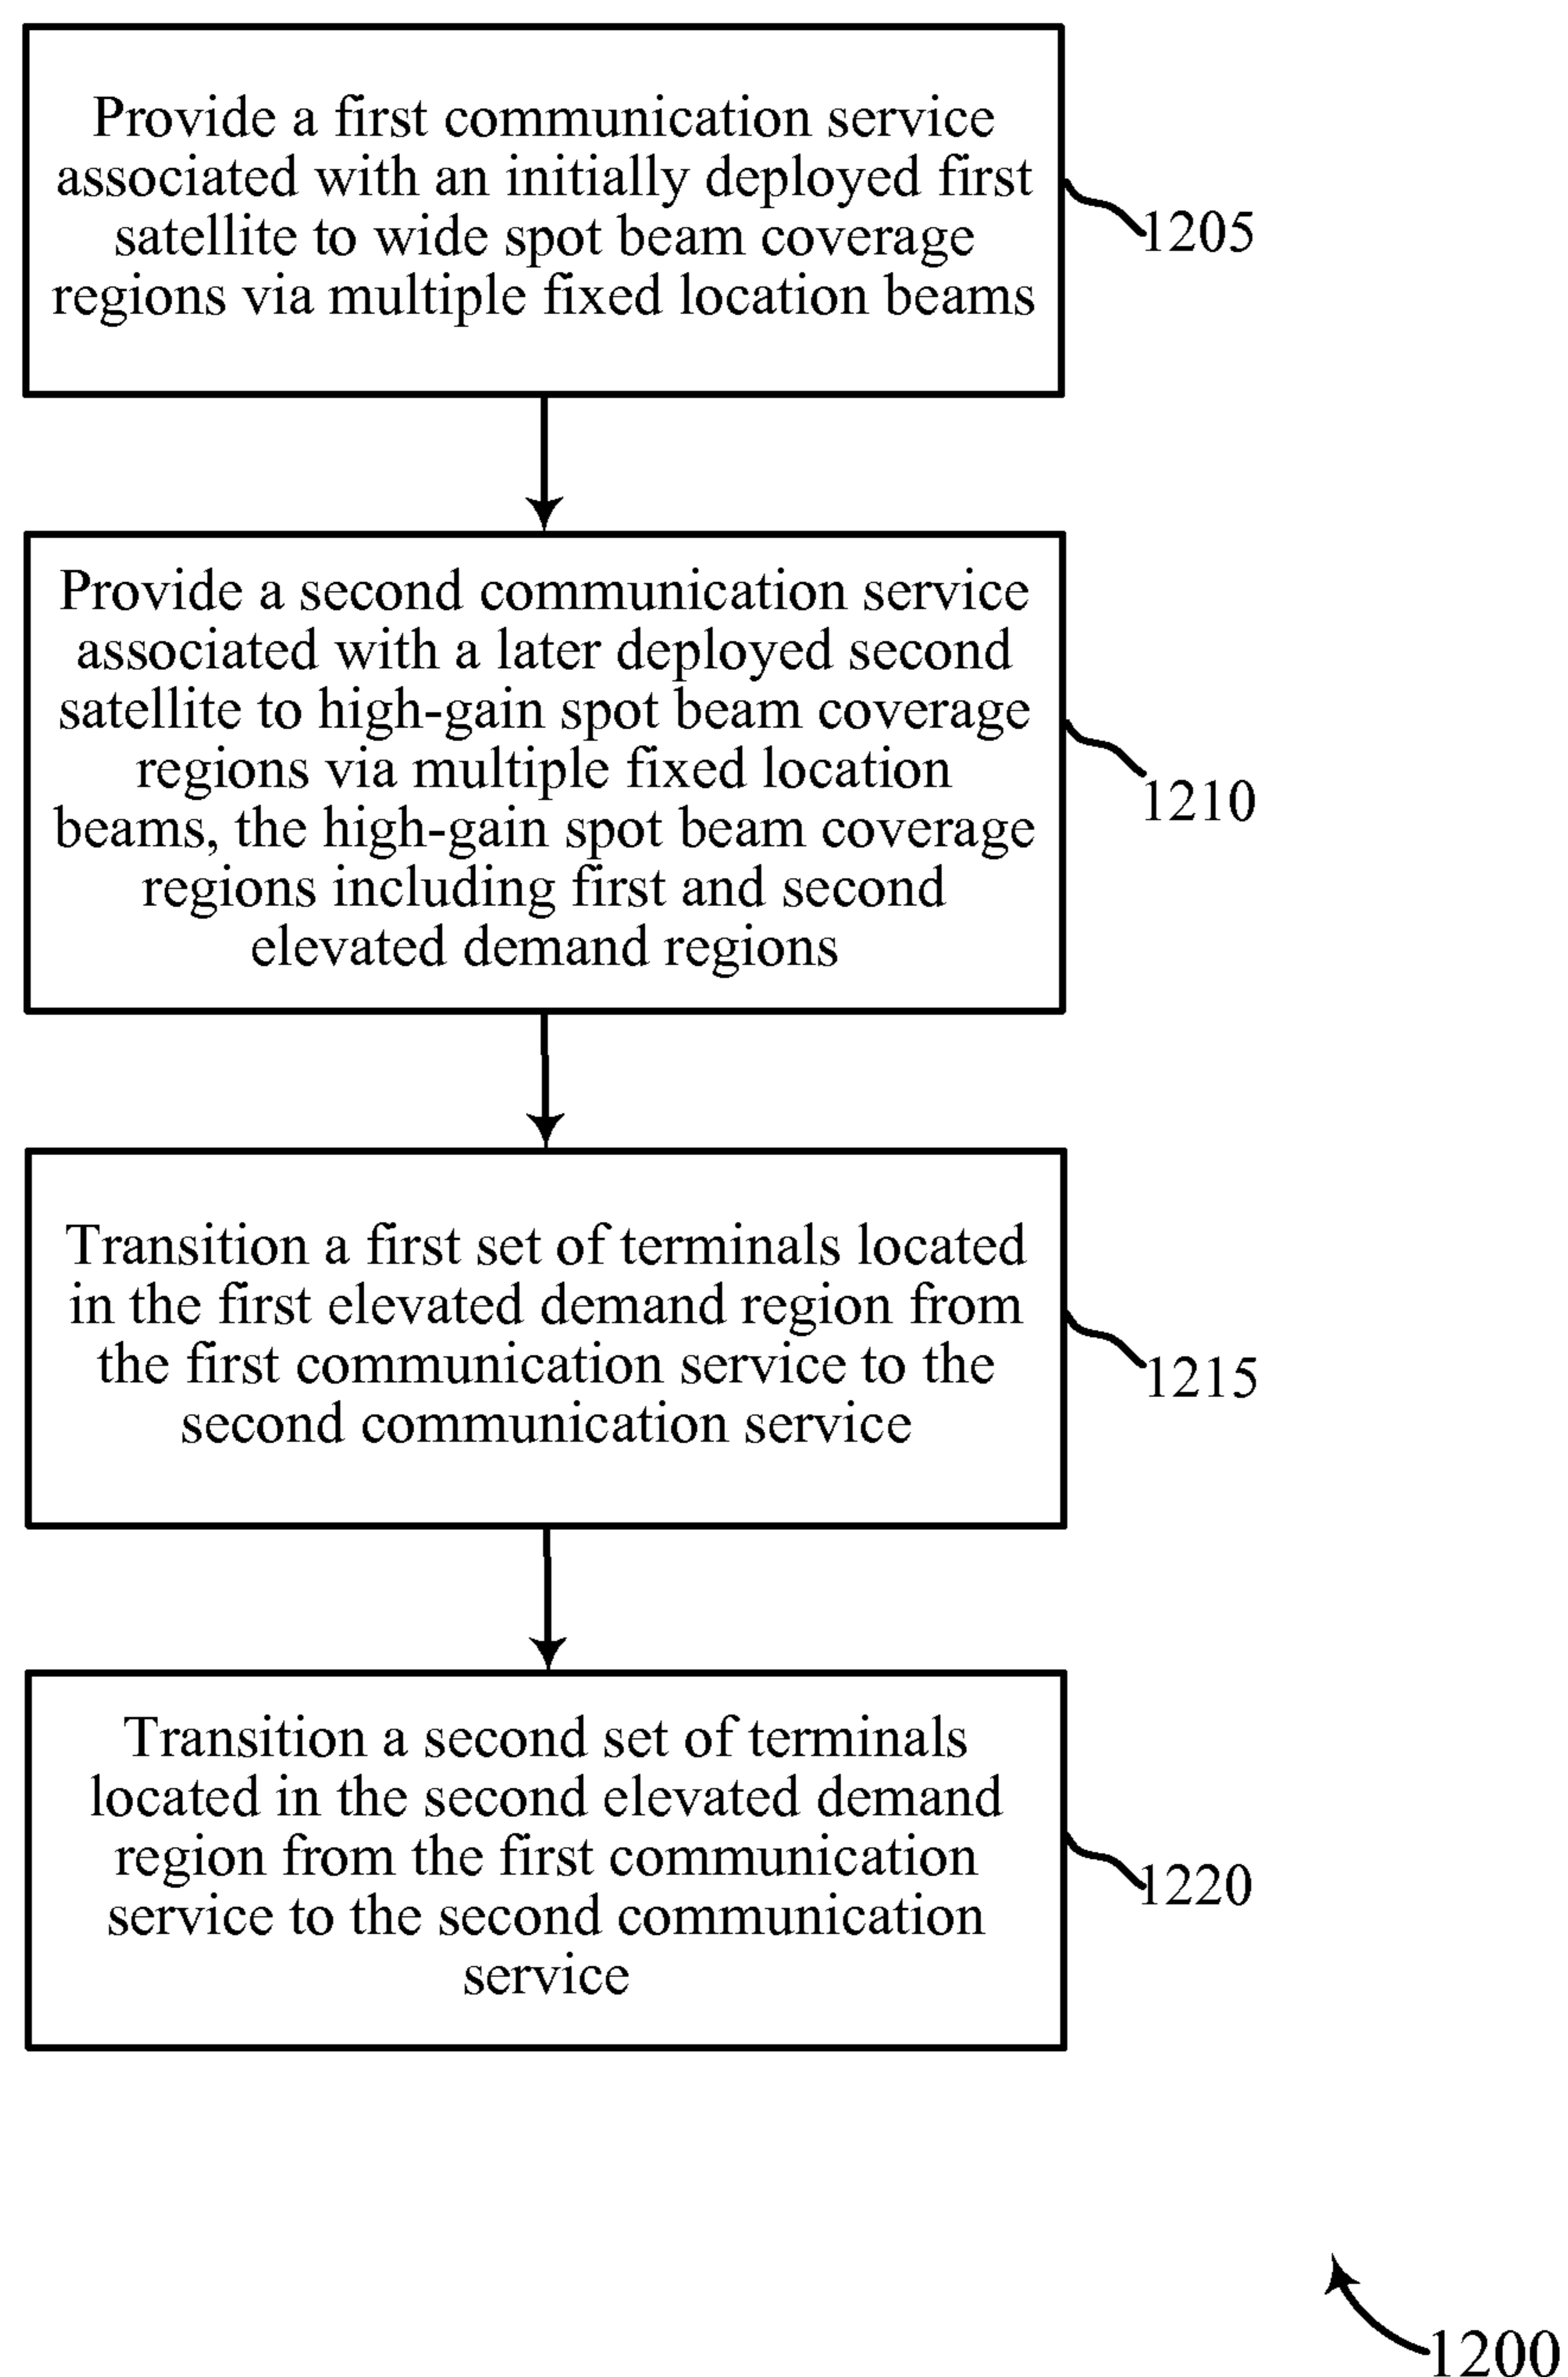 Provide a first communication service
associated with an initially deployed first
satellite to wide spot beam coverage
regions via multiple fixed location beams
1205
Provide a second communication service
associated with a later deployed second
satellite to high-gain spot beam coverage
regions via multiple fixed location
beams, the high-gain spot beam coverage
regions including first and second
elevated demand regions
1210
Transition a first set of terminals located
in the first elevated demand region from
the first communication service to the
second communication service
1215
Transition a second set of terminals
located in the second elevated demand
region from the first communication
service to the second communication
service
1220
1200